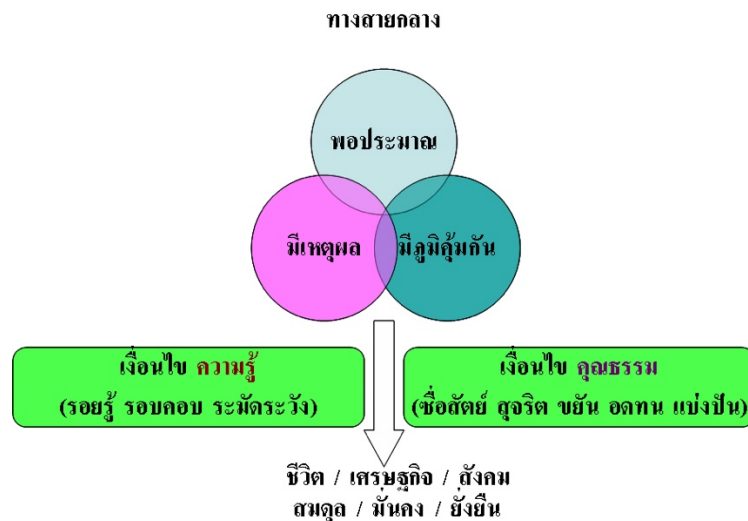 ทางสายกลาง
พอประมาณ
มีเหตุผล
มีภูมิคุ้มกัน
เงื่อนไข ความรู้
(รอยรู้ รอบคอบ ระมัดระวัง)
เงื่อนไข คุณธรรม
(ซื่อสัตย์ สุจริต ขยัน อดทน แบ่งปัน)
ชีวิต / เศรษฐกิจ / สังคม
สมดุล / มั่นคง / ยั่งยืน